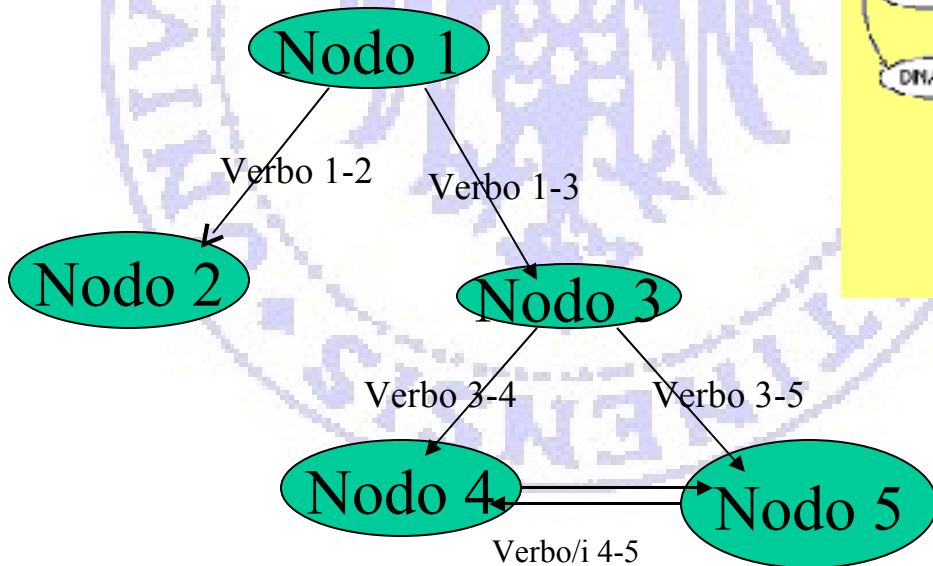 Nodo 1
Verbo 1-2
Verbo 1-3
Nodo 2
Nodo 3
Verbo 3-4
Verbo 3-5
Nodo 4
Nodo 5
Verbo/i 4-5